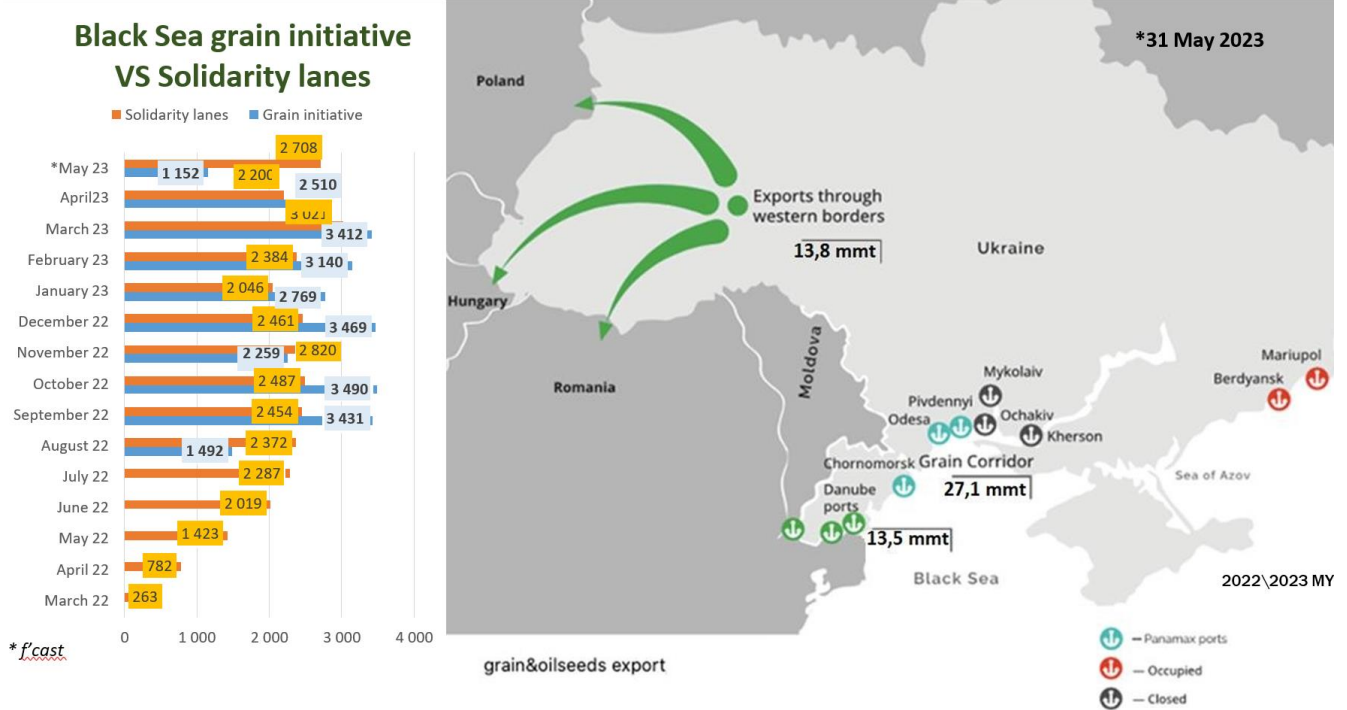 Black Sea grain initiative
VS Solidarity lanes
Solidarity lanes Grain initiative
2 708
*May 23
1 152
2 200
2 510
April23
3 021
March 23
3 412
February 23
2 384
3 140
January 23
2 046
2 769
December 22
2 461
3 469
November 22
2 259
2 820
October 22
2 487
3 490
September 22
2 454
3 431
August 22
1 492
2 372
July 22
2 287
June 22
2 019
May 22
1 423
April 22
782
March 22
263
0 1 000 2 000 3 000 4 000
* f'cast
*31 May 2023
Poland
Exports through
western borders
13,8 mmt
Ukraine
Hungary
Moldova
Romania
Mariupol
Berdyansk
Mykolaiv
Pivdennyi
Odesa
Ochakiv
Kherson
Chornomorsk
Grain Corridor
27,1 mmt
Sea of Azov
Danube
ports
13,5 mmt
Black Sea
2022\2023 MY
grain&oilseeds export
— Panamax ports
— Occupied
— Closed